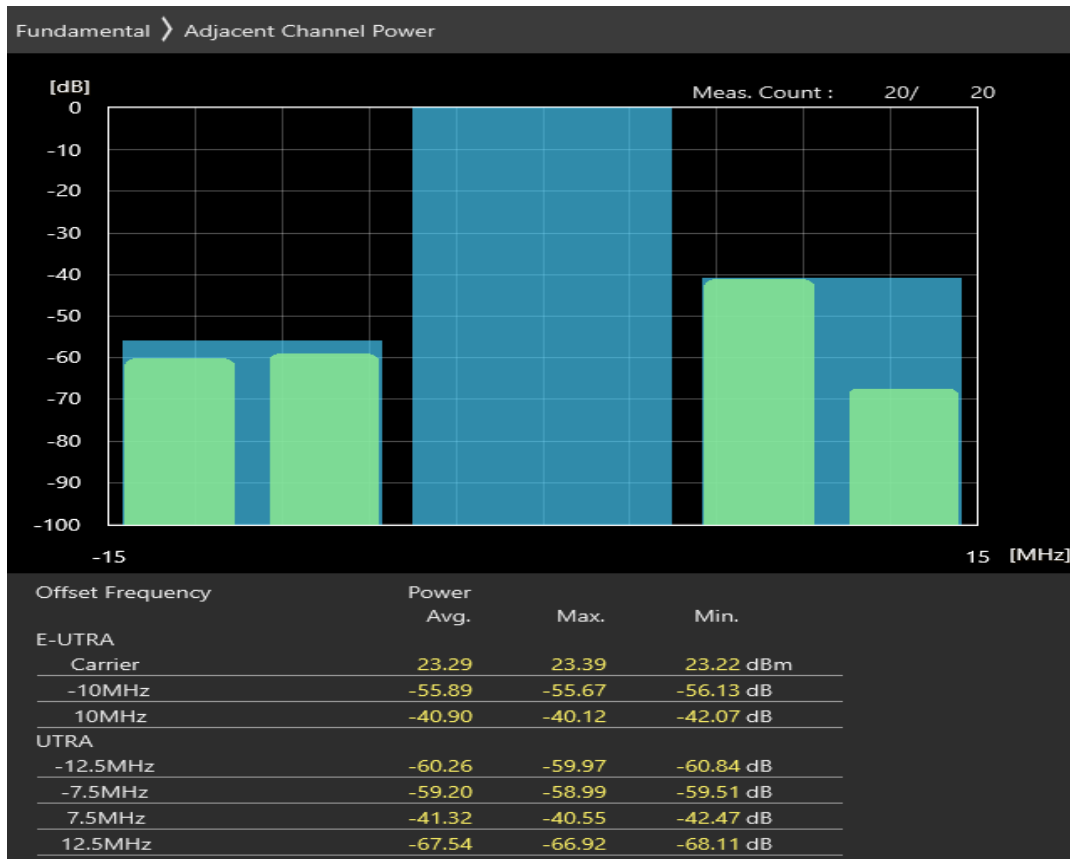 Fundamental ❯ Adjacent Channel Power
[dB]
Meas. Count : 20/ 20
0
-10
-20
-30
-40
-50
-60
-70
-80
-90
-100
-15 15 [MHz]
Offset Frequency Power
Avg. Max. Min.
E-UTRA
Carrier 23.29 23.39 23.22 dBm
-10MHz -55.89 -55.67 -56.13 dB
10MHz -40.90 -40.12 -42.07 dB
UTRA
-12.5MHz -60.26 -59.97 -60.84 dB
-7.5MHz -59.20 -58.99 -59.51 dB
7.5MHz -41.32 -40.55 -42.47 dB
12.5MHz -67.54 -66.92 -68.11 dB